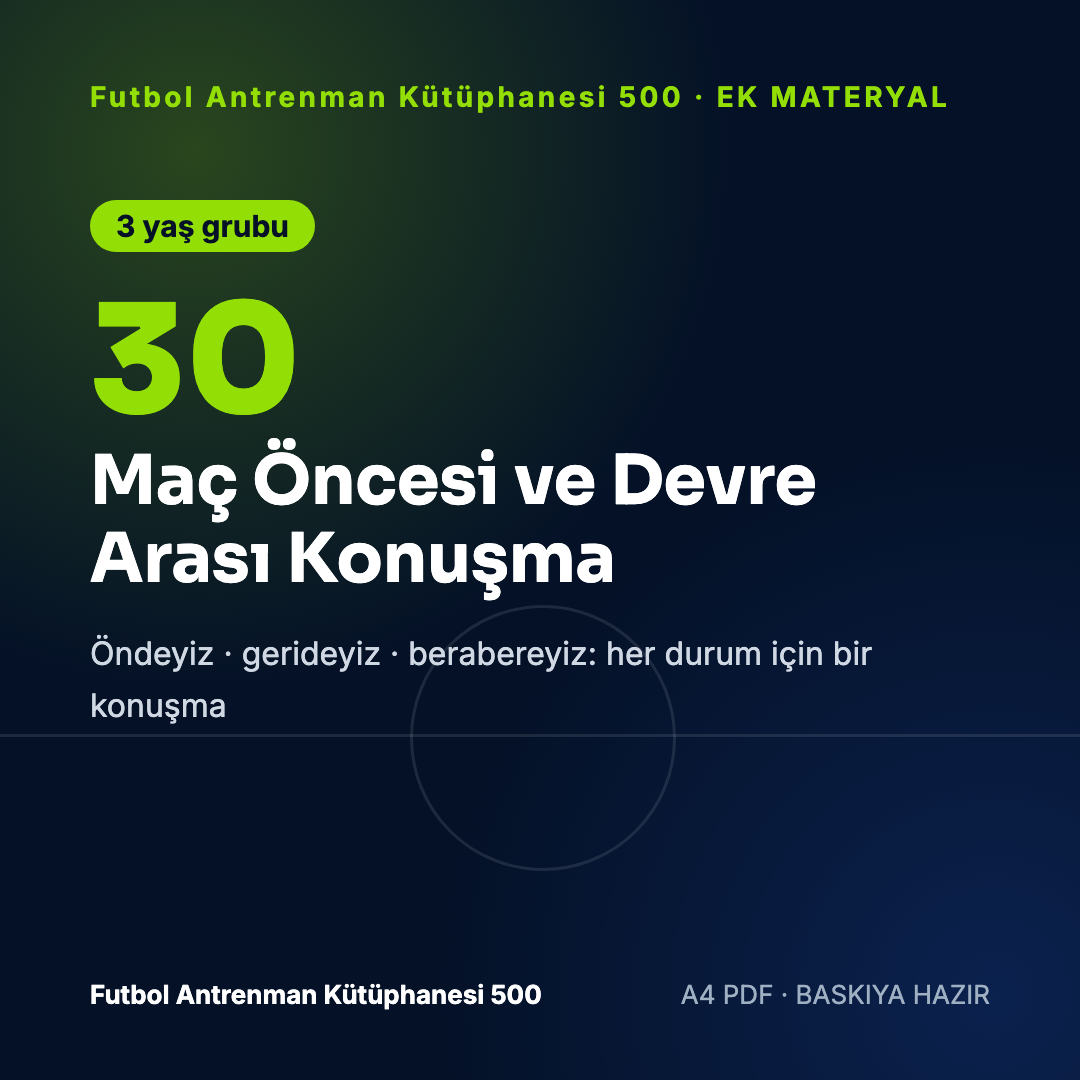 Futbol Antrenman Kütüphanesi 500 · EK MATERYAL
3 yaş grubu
30
Maç Öncesi ve Devre
Arası Konuşma
Öndeyiz · gerideyiz · berabereyiz: her durum için bir
konuşma
Futbol Antrenman Kütüphanesi 500
A4 PDF · BASKIYA HAZIR